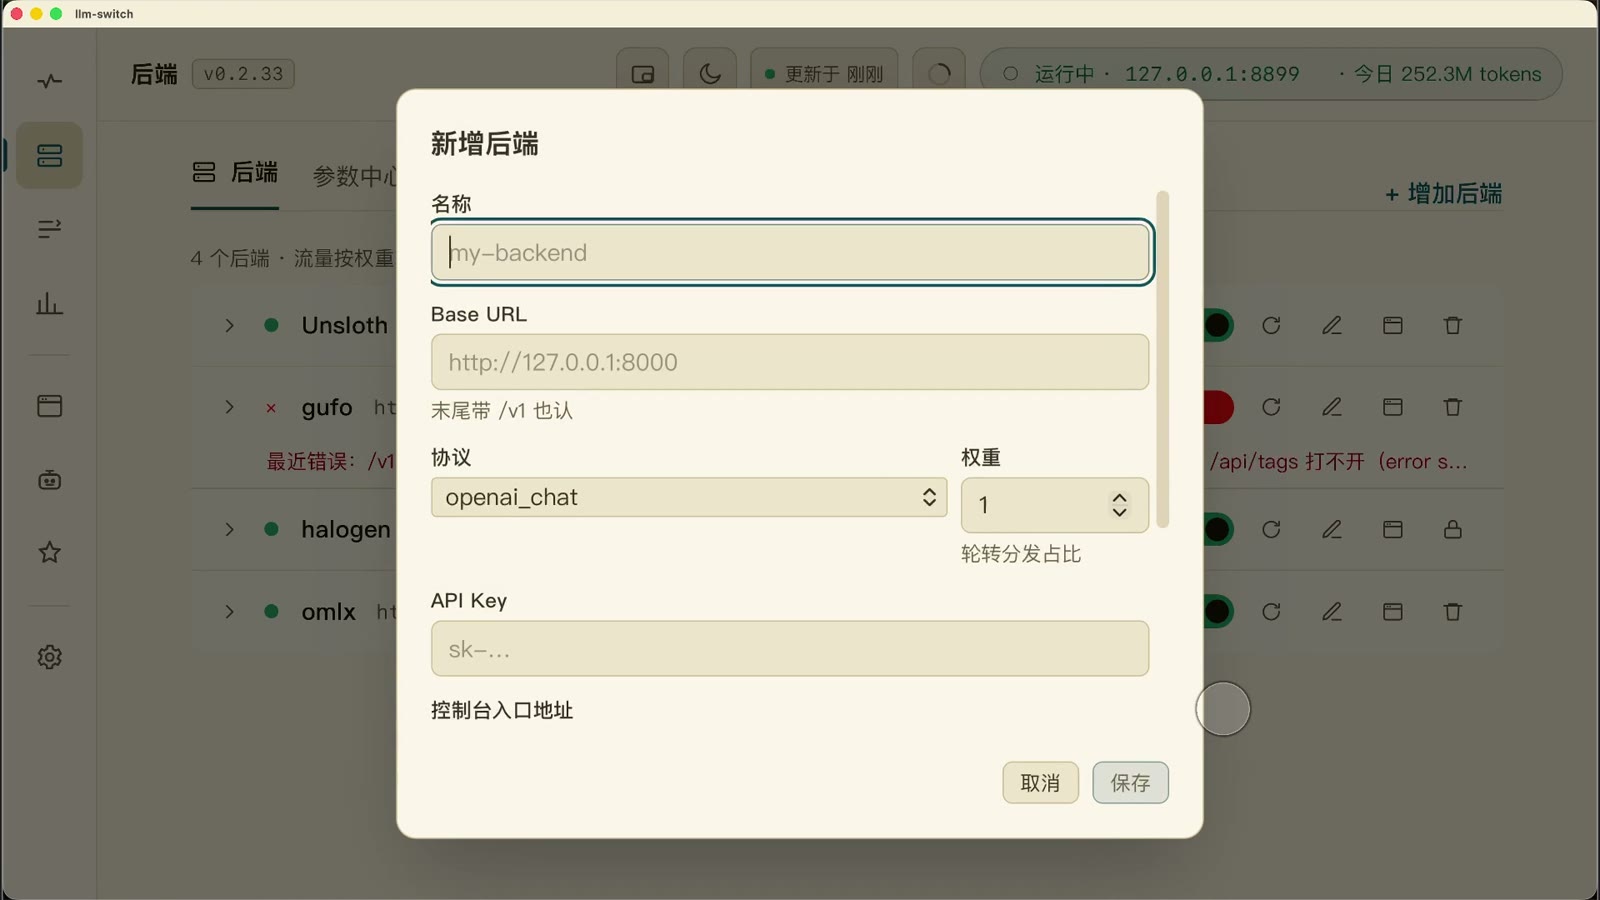 llm-switch
后端 v0.2.33
更新于 刚刚
运行中 · 127.0.0.1:8899 · 今日 252.3M tokens
后端
参数中心
+ 增加后端
4 个后端 · 流量按权重
Unsloth
gufo ht
最近错误：/v1
/api/tags 打不开（error s...
halogen
omlx ht
新增后端
名称
my-backend
Base URL
http://127.0.0.1:8000
末尾带 /v1 也认
协议
权重
openai_chat
1
轮转分发占比
API Key
sk-...
控制台入口地址
取消
保存